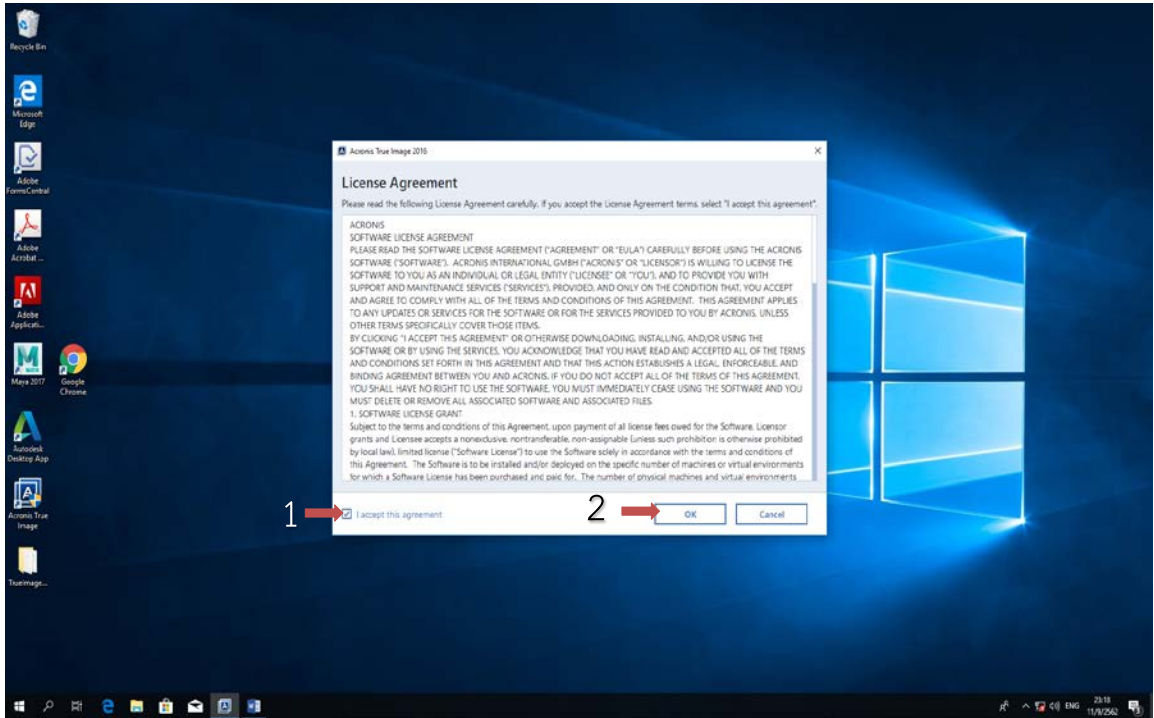 Recycle Bin
Microsoft
Edge
Adobe
FormsCentral
Adobe
Acrobat ...
Adobe
Applicati...
Maya 2017
Google
Chrome
Autodesk
Desktop App
Acronis True
Image
TrueImage...
Acronis True Image 2016
License Agreement
Please read the following License Agreement carefully. If you accept the License Agreement terms, select "I accept this agreement".
ACRONIS
SOFTWARE LICENSE AGREEMENT
PLEASE READ THE SOFTWARE LICENSE AGREEMENT ("AGREEMENT" OR "EULA") CAREFULLY BEFORE USING THE ACRONIS
SOFTWARE ("SOFTWARE"). ACRONIS INTERNATIONAL GMBH ("ACRONIS" OR "LICENSOR") IS WILLING TO LICENSE THE
SOFTWARE TO YOU AS AN INDIVIDUAL OR LEGAL ENTITY ("LICENSEE" OR "YOU"), AND TO PROVIDE YOU WITH
SUPPORT AND MAINTENANCE SERVICES ("SERVICES"), PROVIDED, AND ONLY ON THE CONDITION THAT, YOU ACCEPT
AND AGREE TO COMPLY WITH ALL OF THE TERMS AND CONDITIONS OF THIS AGREEMENT. THIS AGREEMENT APPLIES
TO ANY UPDATES OR SERVICES FOR THE SOFTWARE OR FOR THE SERVICES PROVIDED TO YOU BY ACRONIS, UNLESS
OTHER TERMS SPECIFICALLY COVER THOSE ITEMS.
BY CLICKING "I ACCEPT THIS AGREEMENT" OR OTHERWISE DOWNLOADING, INSTALLING, AND/OR USING THE
SOFTWARE OR BY USING THE SERVICES, YOU ACKNOWLEDGE THAT YOU HAVE READ AND ACCEPTED ALL OF THE TERMS
AND CONDITIONS SET FORTH IN THIS AGREEMENT AND THAT THIS ACTION ESTABLISHES A LEGAL, ENFORCEABLE, AND
BINDING AGREEMENT BETWEEN YOU AND ACRONIS. IF YOU DO NOT ACCEPT ALL OF THE TERMS OF THIS AGREEMENT,
YOU SHALL HAVE NO RIGHT TO USE THE SOFTWARE, YOU MUST IMMEDIATELY CEASE USING THE SOFTWARE AND YOU
MUST DELETE OR REMOVE ALL ASSOCIATED SOFTWARE AND ASSOCIATED FILES.
1. SOFTWARE LICENSE GRANT
Subject to the terms and conditions of this Agreement, upon payment of all license fees owed for the Software, Licensor
grants and Licensee accepts a nonexclusive, nontransferable, non-assignable (unless such prohibition is otherwise prohibited
by local law), limited license ("Software License") to use the Software solely in accordance with the terms and conditions of
this Agreement. The Software is to be installed and/or deployed on the specific number of machines or virtual environments
for which a Software License has been purchased and paid for. The number of physical machines and virtual environments
1
I accept this agreement
2
OK
Cancel
ENG
23:18
11/9/2562